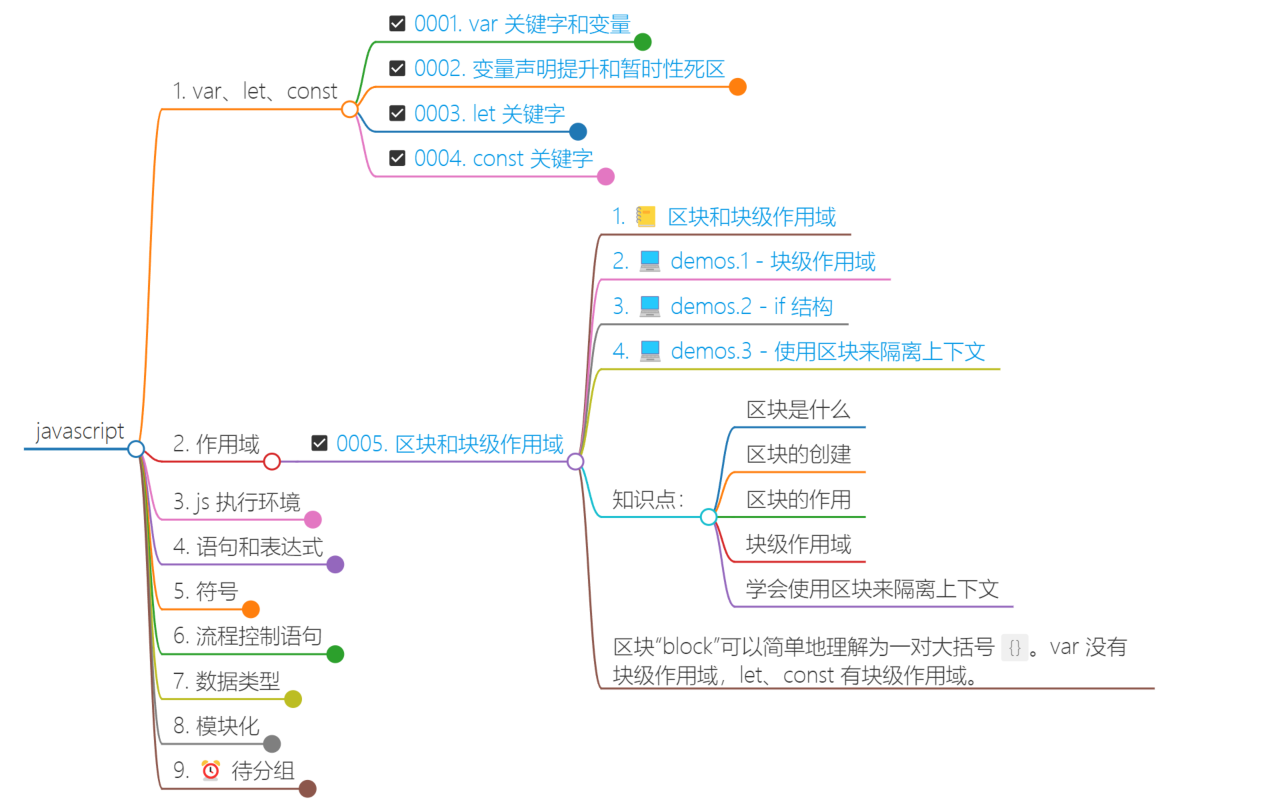 javascript
1. var、let、const
0001. var 关键字和变量
0002. 变量声明提升和暂时性死区
0003. let 关键字
0004. const 关键字
2. 作用域
0005. 区块和块级作用域
1. 区块和块级作用域
2. demos.1 - 块级作用域
3. demos.2 - if 结构
4. demos.3 - 使用区块来隔离上下文
知识点：
区块是什么
区块的创建
区块的作用
块级作用域
学会使用区块来隔离上下文
区块“block”可以简单地理解为一对大括号 {}。var 没有
块级作用域，let、const 有块级作用域。
3. js 执行环境
4. 语句和表达式
5. 符号
6. 流程控制语句
7. 数据类型
8. 模块化
9. ⏰ 待分组